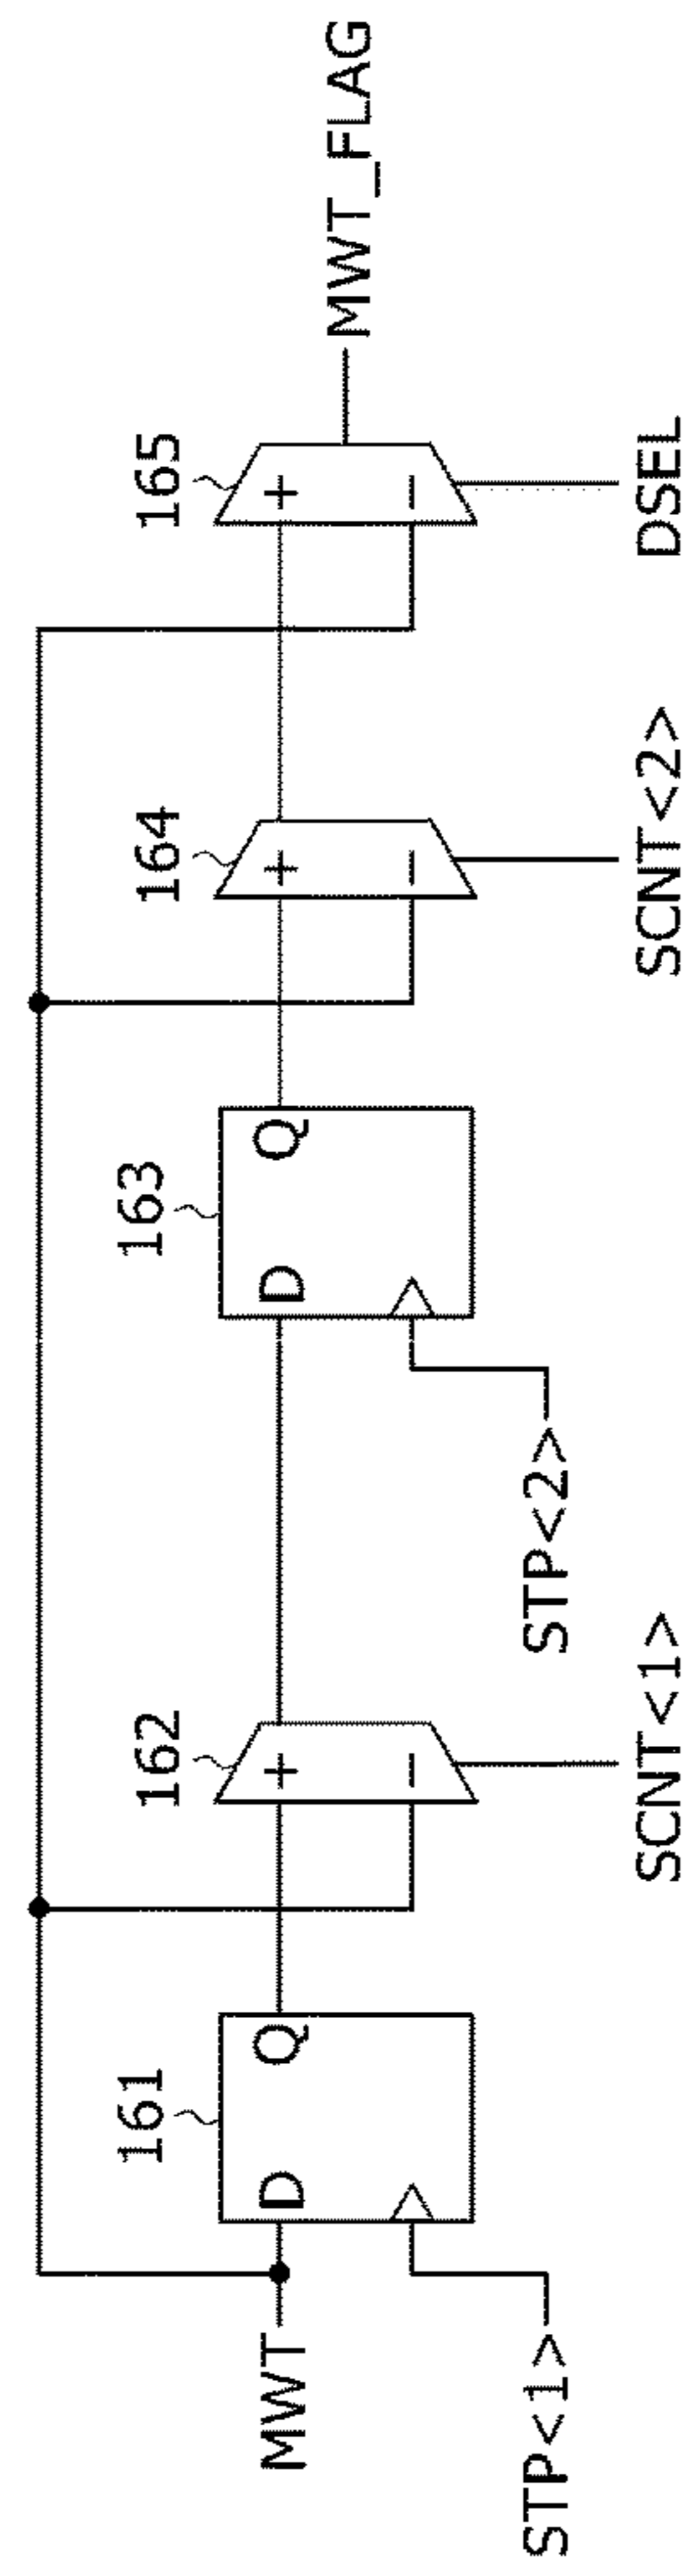 161
162
163
164
165
MWT
D
Q
+
−
D
Q
+
−
+
−
MWT_FLAG
STP<1>
SCNT<1>
STP<2>
SCNT<2>
DSEL